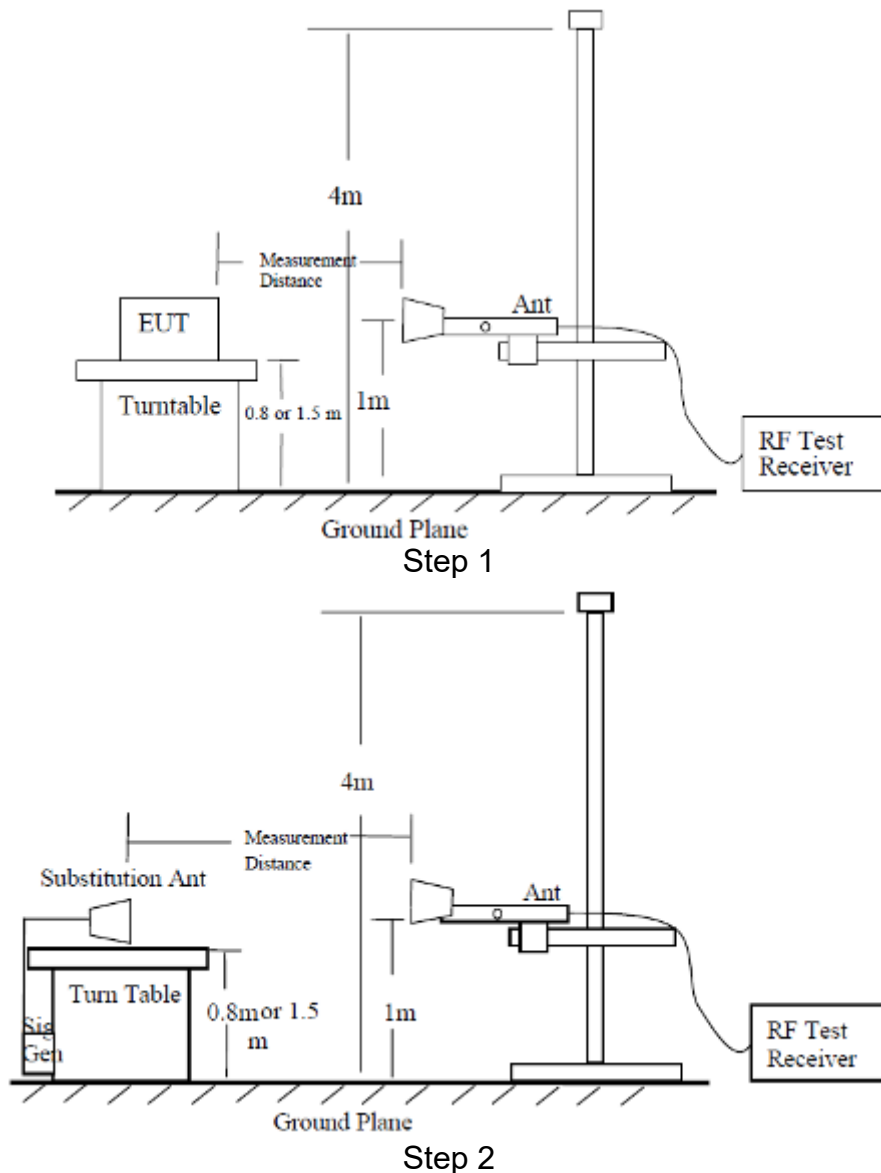 4m
Measurement
Distance
EUT
Ant
Turntable
0.8 or 1.5 m
1m
RF Test
Receiver
Ground Plane
Step 1
4m
Measurement
Distance
Substitution Ant
Ant
Turn Table
0.8m or 1.5
m
1m
Sig
Gen
RF Test
Receiver
Ground Plane
Step 2